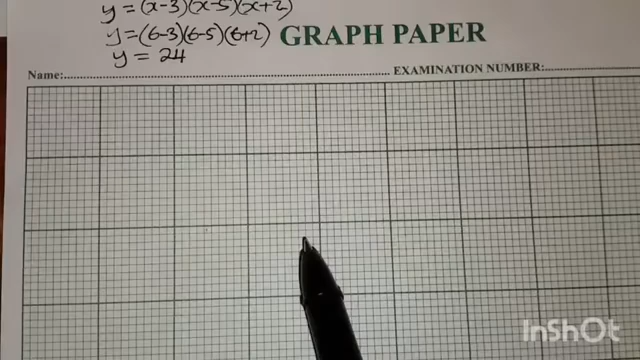 y = (x-3)(x-5)(x+2)
y = (6-3)(6-5)(6+2)
y = 24
GRAPH PAPER
Name:........................ EXAMINATION NUMBER:................
InShOt